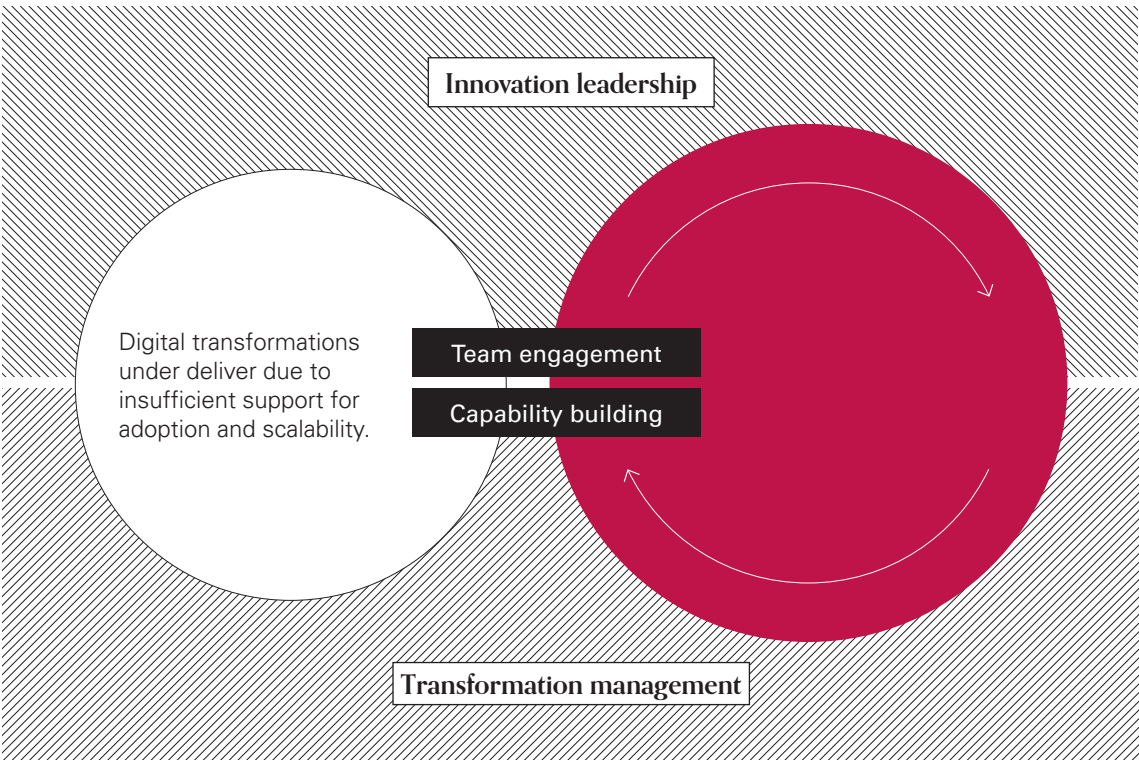 Innovation leadership
Digital transformations
under deliver due to
insufficient support for
adoption and scalability.
Team engagement
Capability building
Transformation management